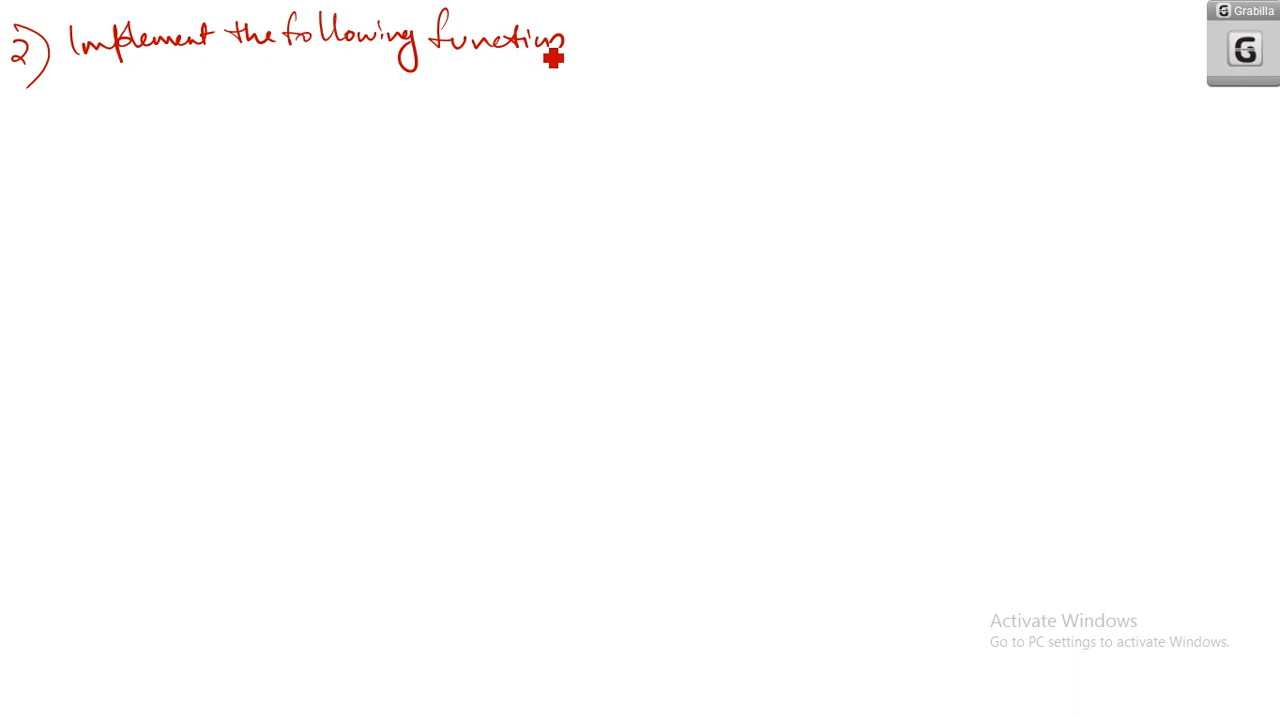 2) Implement the following function
Grabilla
G
Activate Windows
Go to PC settings to activate Windows.